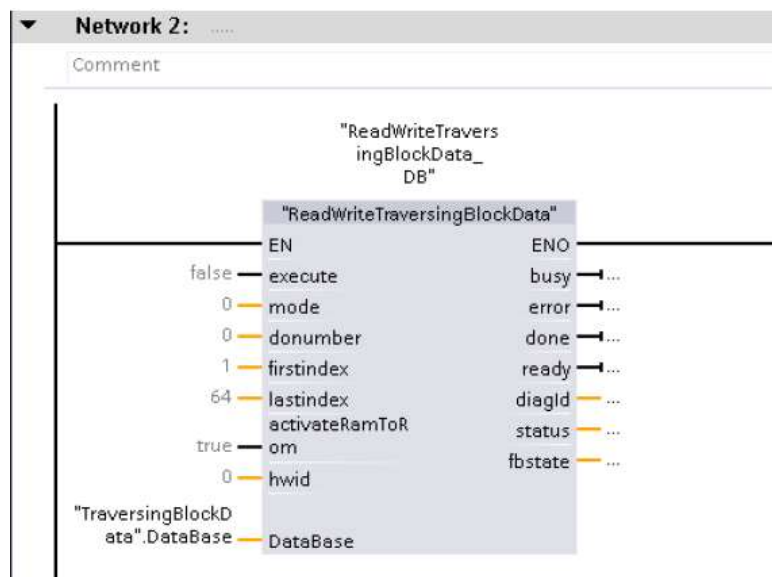 Network 2: .....
Comment
"ReadWriteTravers
ingBlockData_
DB"
"ReadWriteTraversingBlockData"
EN ENO
false execute busy ...
0 mode error ...
0 donumber done ...
1 firstindex ready ...
64 lastindex diagId ...
activateRamToR
true om status ...
fbstate ...
0 hwid
"TraversingBlockD
ata".DataBase DataBase